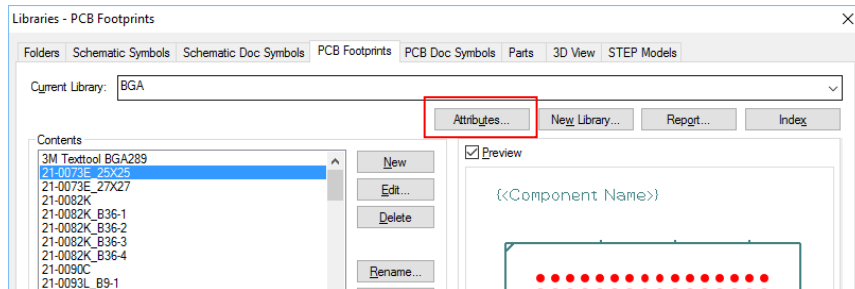 Libraries - PCB Footprints
Folders Schematic Symbols Schematic Doc Symbols PCB Footprints PCB Doc Symbols Parts 3D View STEP Models
Current Library: BGA
Attributes... New Library... Report... Index
Contents
3M Texttool BGA289
21-0073E_25X25
21-0073E_27X27
21-0082K
21-0082K_B36-1
21-0082K_B36-2
21-0082K_B36-3
21-0082K_B36-4
21-0090C
21-0093L_B9-1
New
Edit...
Delete
Rename...
Preview
{<Component Name>}